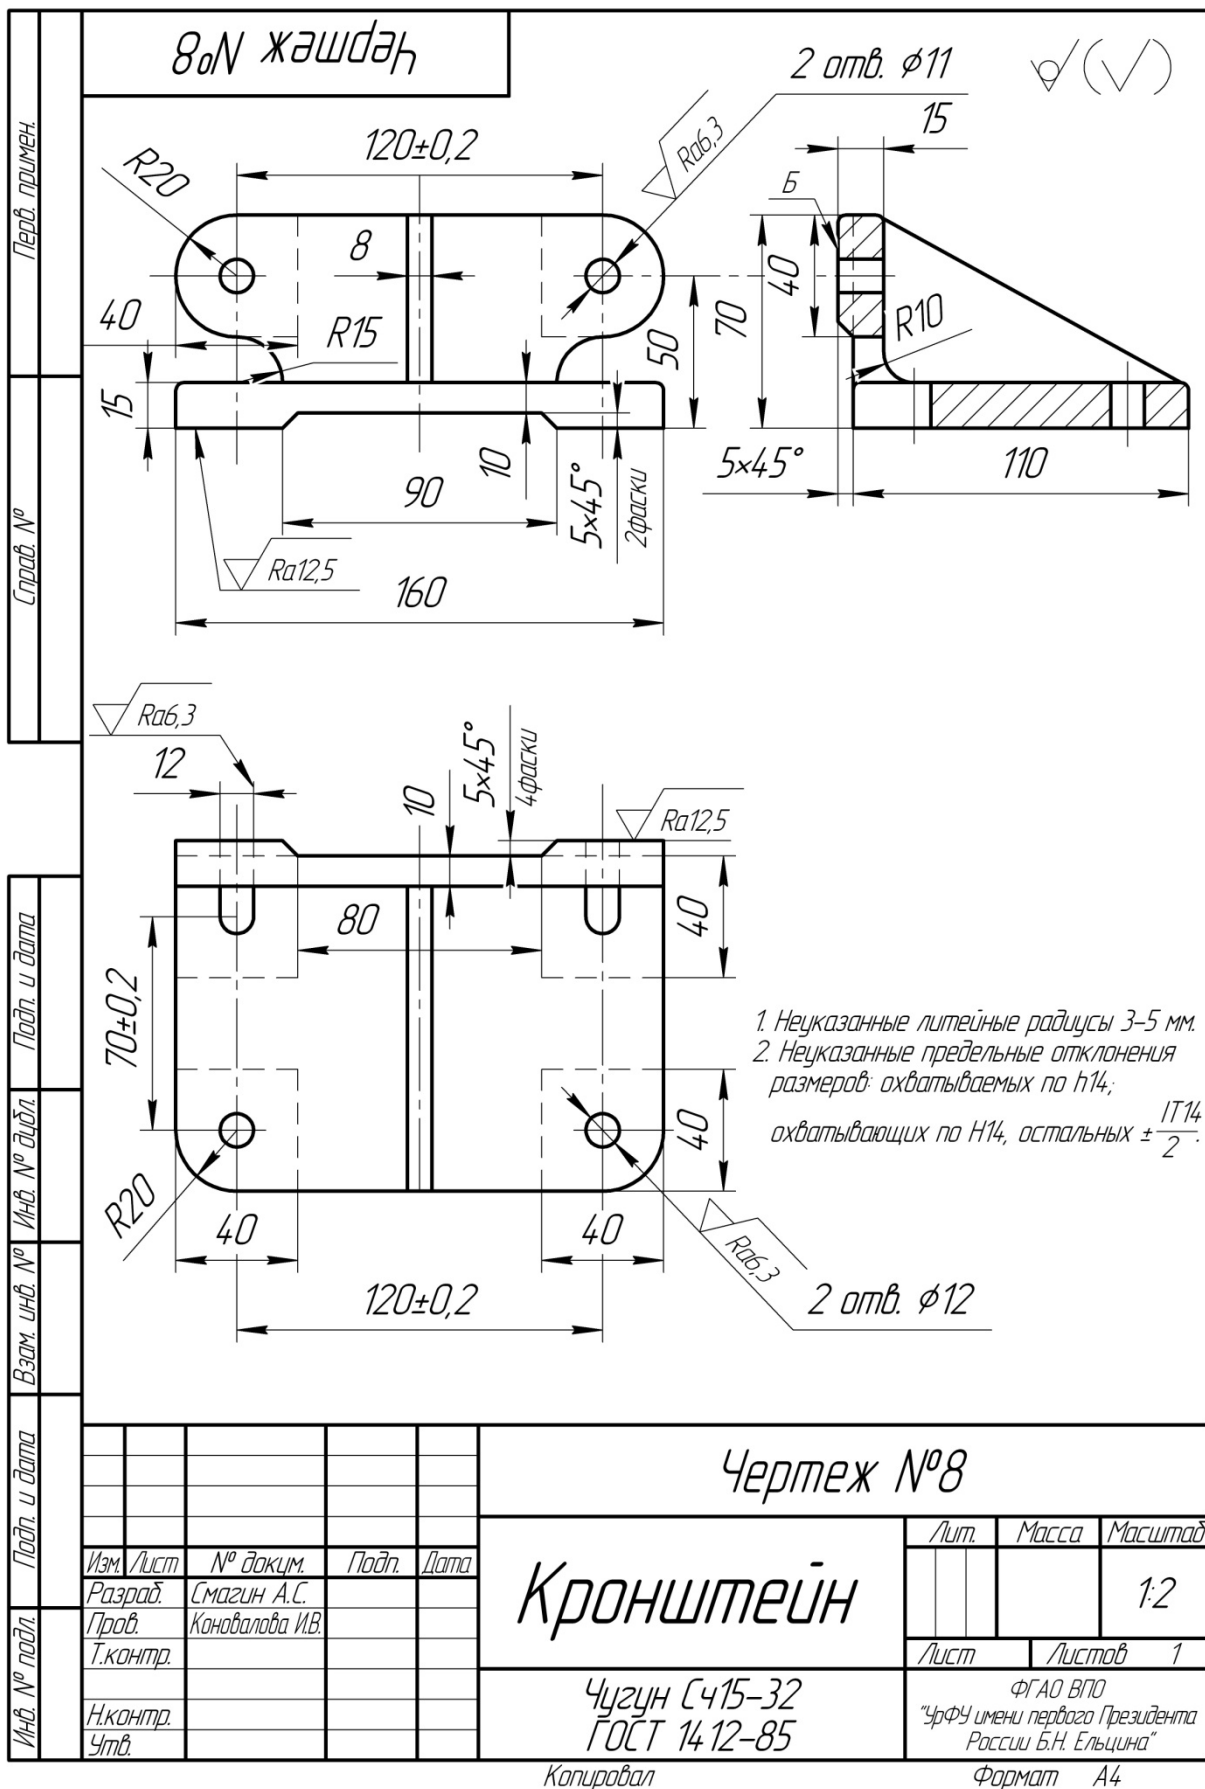 Чертеж №8
2 отв. ϕ11
120±0,2
R20
Ra6,3
15
Б
8
40
40
70
50
R15
R10
15
10
5×45°
2фаски
90
Ra12,5
160
5×45°
110
Ra6,3
12
10
5×45°
4фаски
Ra12,5
80
40
70±0,2
1. Неуказанные литейные радиусы 3-5 мм.
2. Неуказанные предельные отклонения
размеров: охватываемых по h14;
охватывающих по H14, остальных ± IT14/2.
40
R20
40
40
Ra6,3
120±0,2
2 отв. ϕ12
Перв. примен.
Справ. №
Подп. и дата
Инв. № дубл.
Взам. инв. №
Подп. и дата
Инв. № подл.
Чертеж №8
Изм. Лист № докум. Подп. Дата
Разраб. Смагин А.С.
Пров. Коновалова И.В.
Т.контр.
Н.контр.
Утв.
Кронштейн
Лит. Масса Масштаб
1:2
Лист Листов 1
Чугун Сч15-32
ГОСТ 1412-85
ФГАО ВПО
"УрФУ имени первого Президента
России Б.Н. Ельцина"
Копировал Формат А4